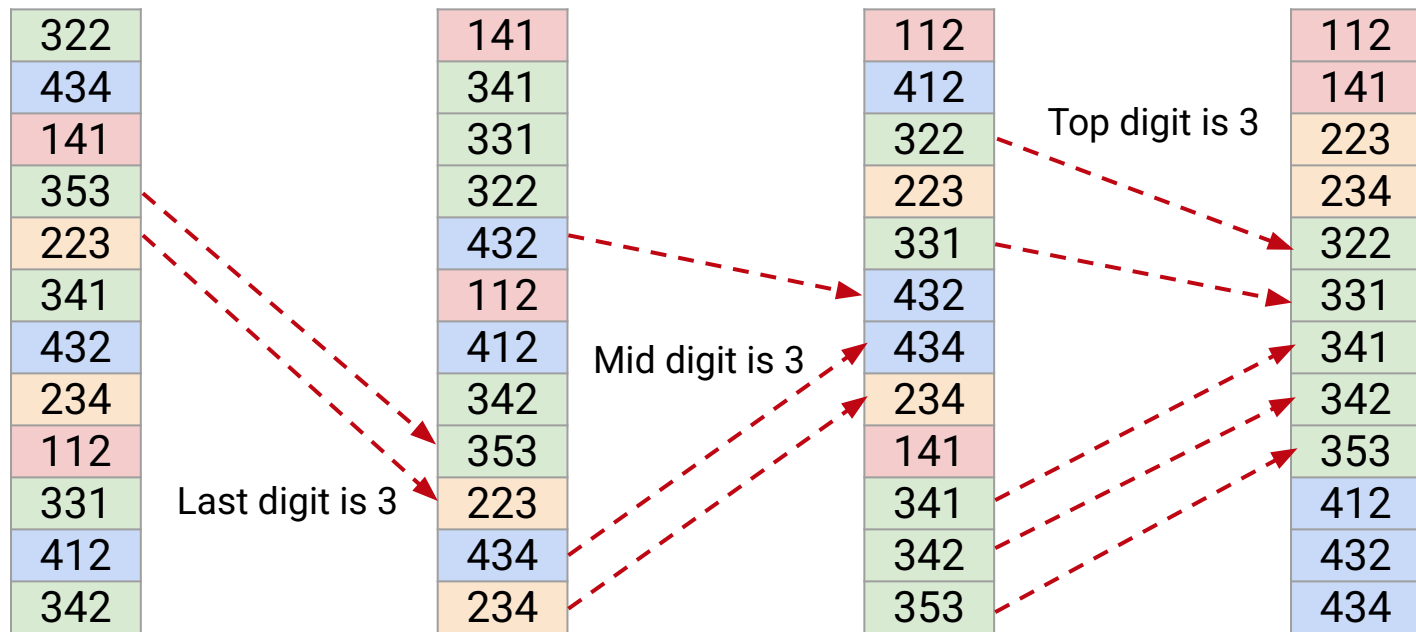 322 141 112 112
434 341 412 141
141 331 322 Top digit is 3 223
353 322 223 234
223 432 331 322
341 112 432 331
432 412 Mid digit is 3 434 341
234 342 234 342
112 353 141 353
331 Last digit is 3 223 341 412
412 434 342 432
342 234 353 434